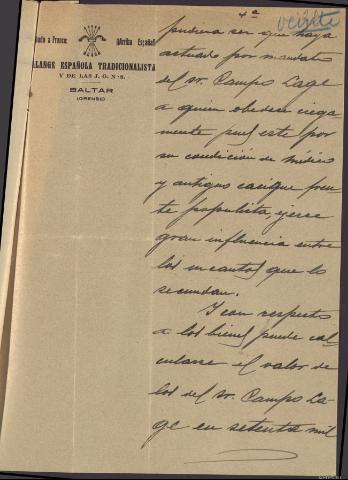 4ª
veinte
Saludo a Franco:
¡Arriba España!
FALANGE ESPAÑOLA TRADICIONALISTA
Y DE LAS J. O. N-S.
BALTAR
(ORENSE)
pudiera ser que haya
actuado por mandato
del sr. Campo Lage
a quien obedece ciega-
mente pues este por
su condición de médico
y antiguo cacique fren-
te populista, ejerce
gran influencia entre
los incautos que lo
secundan.
Y con respecto
a los bienes puede cal-
cularse el valor de
los del sr. Campo La-
ge en setenta mil